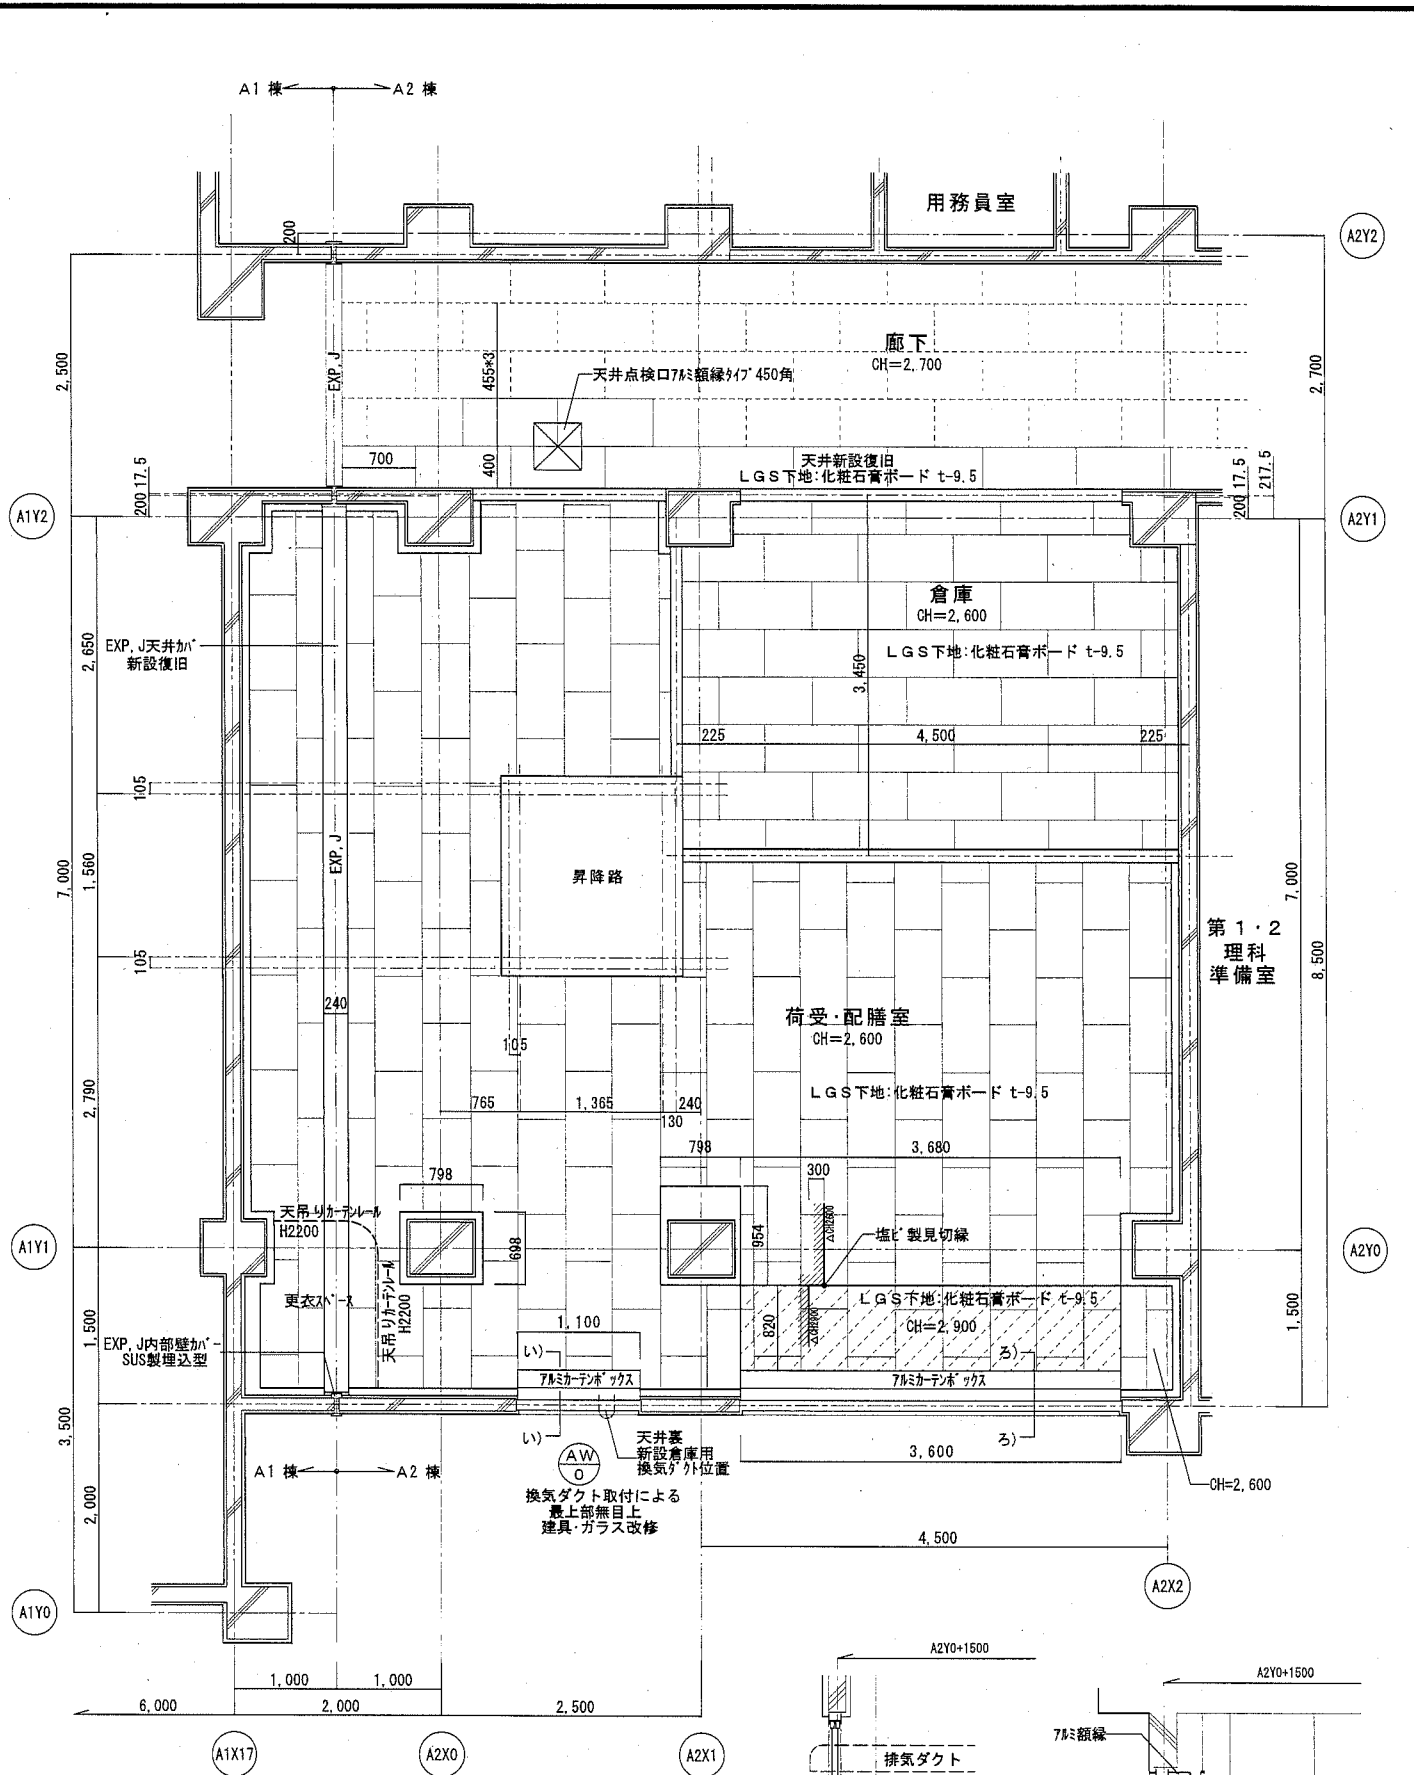 A1 棟
A2 棟
用務員室
A2Y2
200
廊下
CH=2,700
EXP, J
455*3
天井点検口アルミ額縁タイプ 450角
2,500
2,700
700
400
天井新設復旧
LGS下地:化粧石膏ボード t-9.5
200 17.5
200 17.5
217.5
A1Y2
A2Y1
倉庫
CH=2,600
LGS下地:化粧石膏ボード t-9.5
EXP, J天井カバー
新設復旧
2,650
3,450
225
4,500
225
105
EXP, J
昇降路
7,000
1,560
7,000
8,500
第1・2
理科
準備室
105
240
荷受・配膳室
CH=2,600
105
LGS下地:化粧石膏ボード t-9.5
2,790
765
1,365
240
130
798
3,680
798
300
天吊りカーテンレール
H2200
△CH2600
954
698
塩ビ製見切縁
A1Y1
A2Y0
更衣スペース
天吊りカーテンレール
H2200
LGS下地:化粧石膏ボード t-9.5
CH=2,900
820
△CH2900
1,100
1,500
1,500
EXP, J内部壁カバー
SUS製埋込型
い)
ろ)
アルミカーテンボックス
アルミカーテンボックス
3,500
い)
ろ)
天井裏
新設倉庫用
換気ダクト位置
3,600
AW
0
A1 棟
A2 棟
CH=2,600
換気ダクト取付による
最上部無目上
建具・ガラス改修
2,000
4,500
A2X2
A1Y0
A2Y0+1500
A2Y0+1500
1,000
1,000
6,000
2,000
2,500
アルミ額縁
A1X17
A2X0
A2X1
排気ダクト